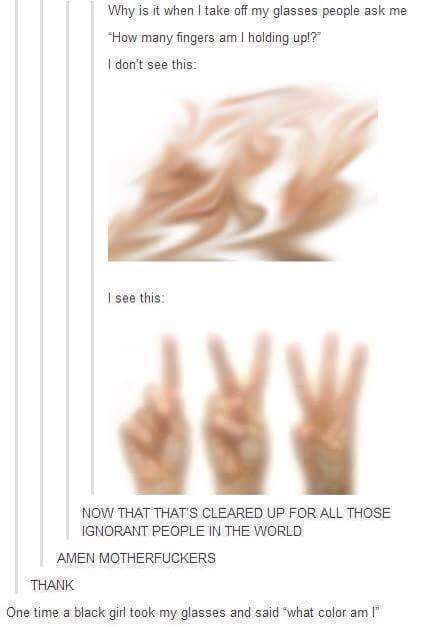 Why is it when I take off my glasses people ask me
"How many fingers am I holding up!?"
I don't see this:
I see this:
NOW THAT THAT'S CLEARED UP FOR ALL THOSE
IGNORANT PEOPLE IN THE WORLD
AMEN MOTHERFUCKERS
THANK
One time a black girl took my glasses and said "what color am I"